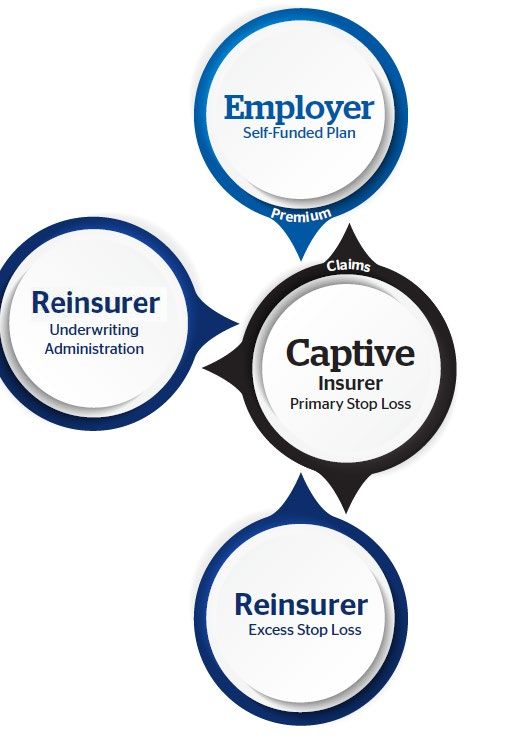 Employer
Self-Funded Plan
Premium
Claims
Reinsurer
Underwriting
Administration
Captive
Insurer
Primary Stop Loss
Reinsurer
Excess Stop Loss